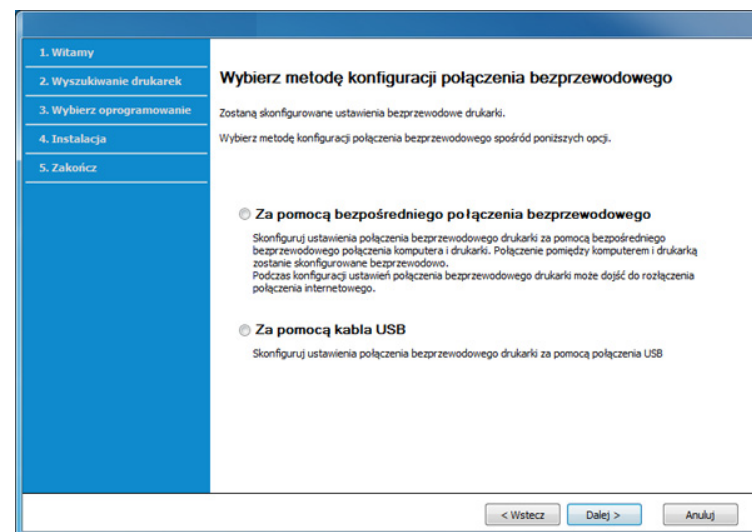 1. Witamy
2. Wyszukiwanie drukarek
3. Wybierz oprogramowanie
4. Instalacja
5. Zakończ
Wybierz metodę konfiguracji połączenia bezprzewodowego
Zostaną skonfigurowane ustawienia bezprzewodowe drukarki.
Wybierz metodę konfiguracji połączenia bezprzewodowego spośród poniższych opcji.
Za pomocą bezpośredniego połączenia bezprzewodowego
Skonfiguruj ustawienia połączenia bezprzewodowego drukarki za pomocą bezpośredniego
bezprzewodowego połączenia komputera i drukarki. Połączenie pomiędzy komputerem i drukarką
zostanie skonfigurowane bezprzewodowo.
Podczas konfiguracji ustawień połączenia bezprzewodowego drukarki może dojść do rozłączenia
połączenia internetowego.
Za pomocą kabla USB
Skonfiguruj ustawienia połączenia bezprzewodowego drukarki za pomocą połączenia USB
< Wstecz
Dalej >
Anuluj